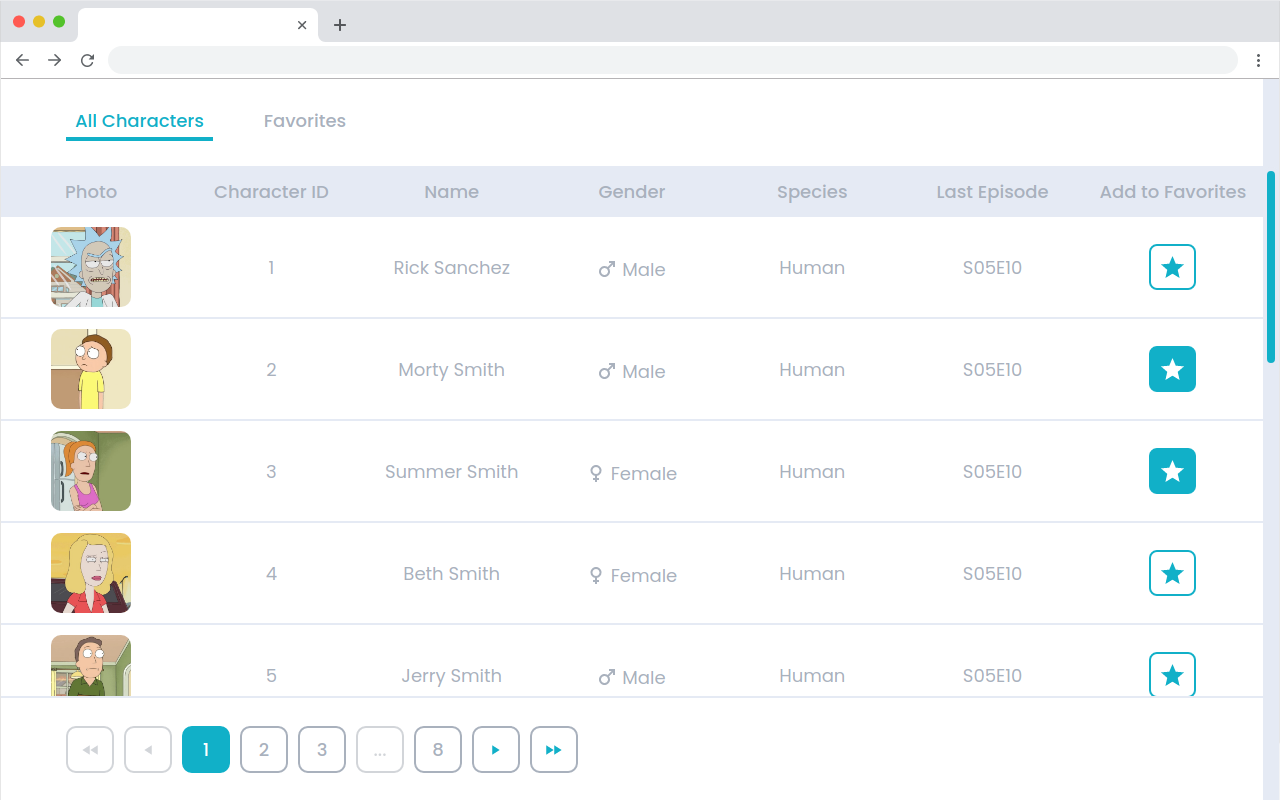 All Characters Favorites
Photo Character ID Name Gender Species Last Episode Add to Favorites
1 Rick Sanchez Male Human S05E10
2 Morty Smith Male Human S05E10
3 Summer Smith Female Human S05E10
4 Beth Smith Female Human S05E10
5 Jerry Smith Male Human S05E10
1 2 3 ... 8